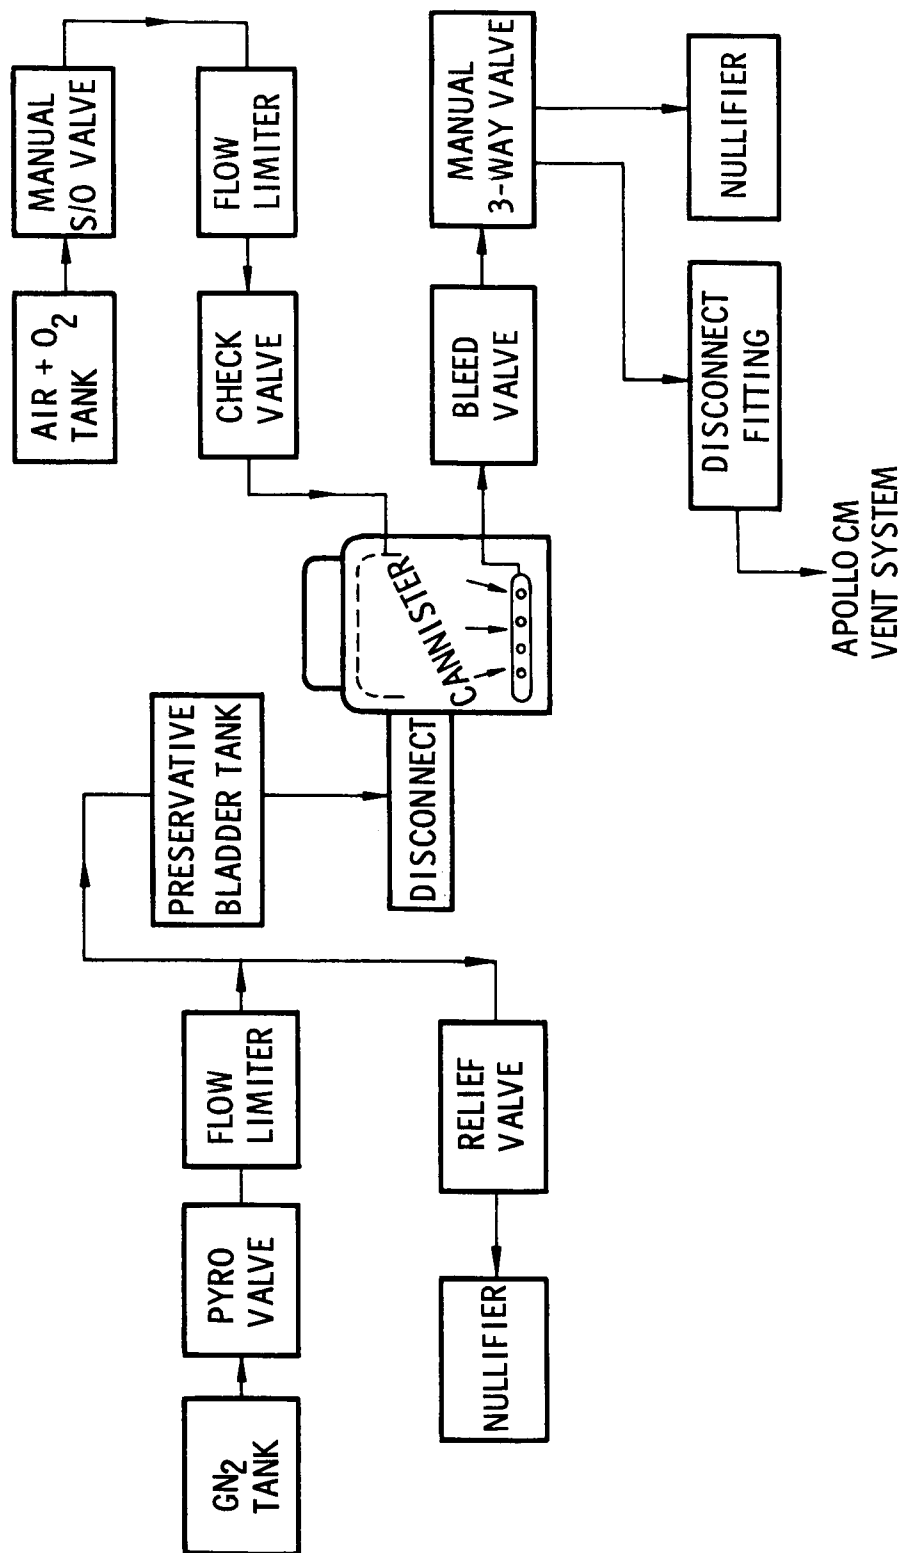 GN2
TANK
PYRO
VALVE
FLOW
LIMITER
PRESERVATIVE
BLADDER TANK
DISCONNECT
RELIEF
VALVE
NULLIFIER
CANNISTER
AIR + O2
TANK
MANUAL
S/O VALVE
FLOW
LIMITER
CHECK
VALVE
BLEED
VALVE
MANUAL
3-WAY VALVE
NULLIFIER
DISCONNECT
FITTING
APOLLO CM
VENT SYSTEM